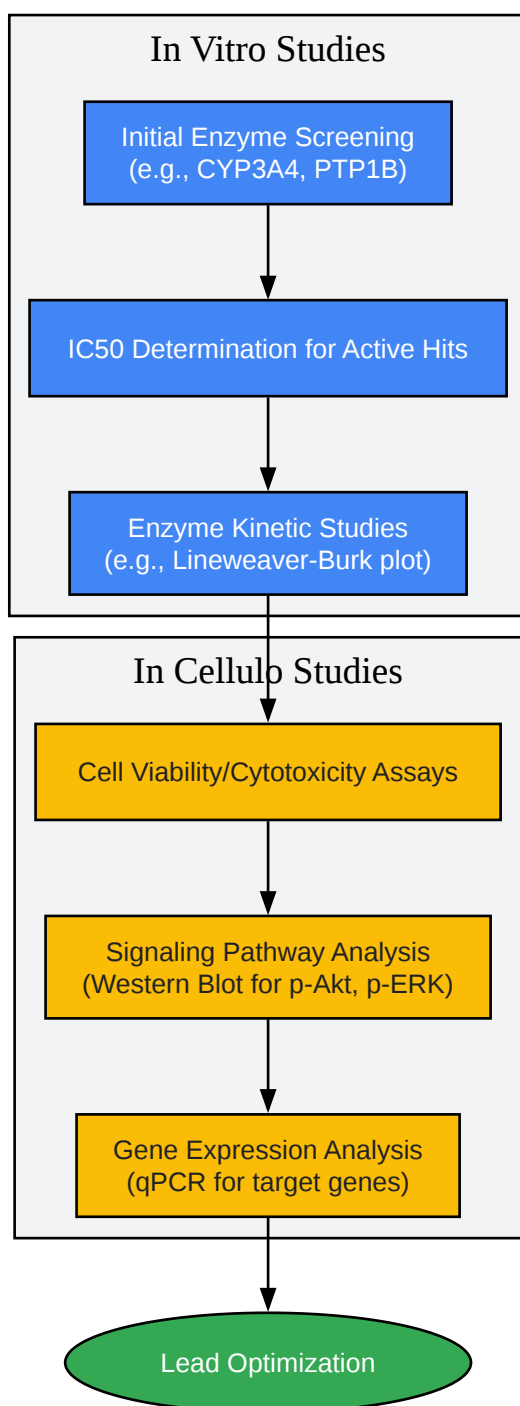 In Vitro Studies
Initial Enzyme Screening
(e.g., CYP3A4, PTP1B)
IC50 Determination for Active Hits
Enzyme Kinetic Studies
(e.g., Lineweaver-Burk plot)
In Cellulo Studies
Cell Viability/Cytotoxicity Assays
Signaling Pathway Analysis
(Western Blot for p-Akt, p-ERK)
Gene Expression Analysis
(qPCR for target genes)
Lead Optimization